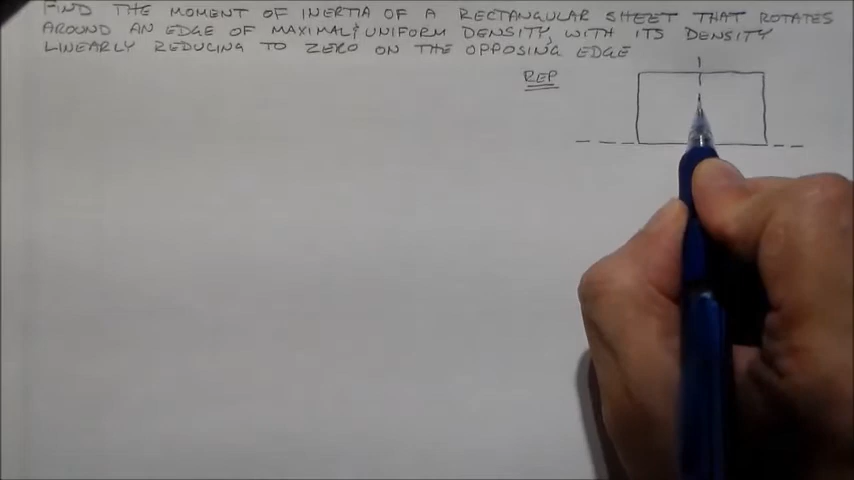 FIND THE MOMENT OF INERTIA OF A RECTANGULAR SHEET THAT ROTATES
AROUND AN EDGE OF MAXIMAL & UNIFORM DENSITY, WITH ITS DENSITY
LINEARLY REDUCING TO ZERO ON THE OPPOSING EDGE
REP